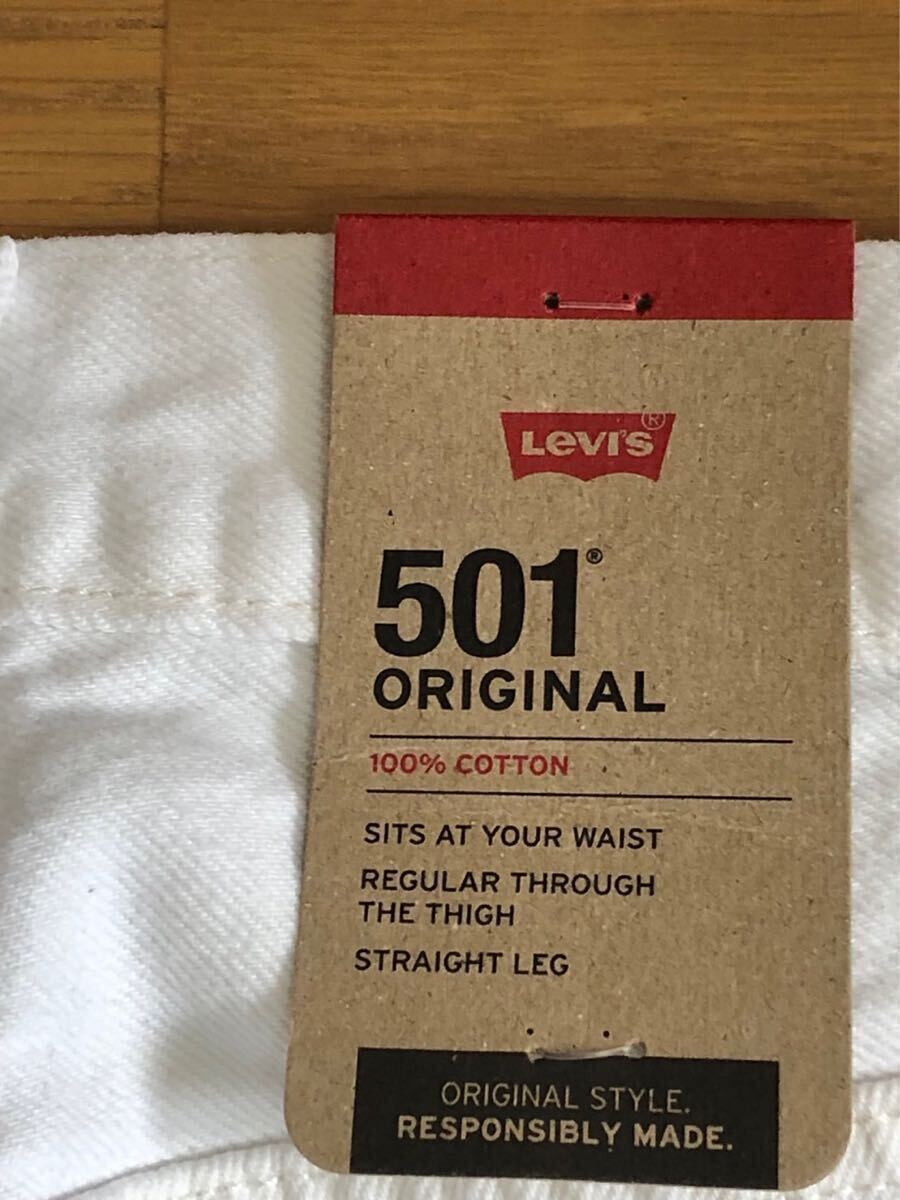 LEVI'S®
501®
ORIGINAL
100% COTTON
SITS AT YOUR WAIST
REGULAR THROUGH
THE THIGH
STRAIGHT LEG
ORIGINAL STYLE.
RESPONSIBLY MADE.